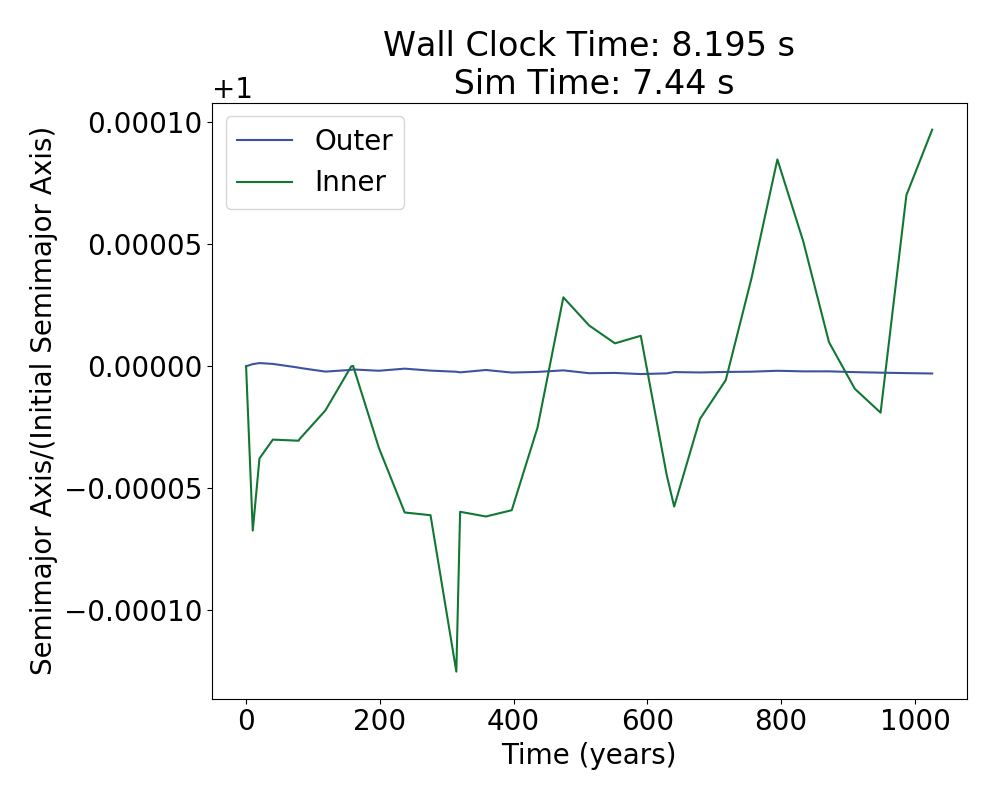 Wall Clock Time: 8.195 s
Sim Time: 7.44 s
+1
Outer
Inner
0.00010
0.00005
0.00000
−0.00005
−0.00010
Semimajor Axis/(Initial Semimajor Axis)
0
200
400
600
800
1000
Time (years)